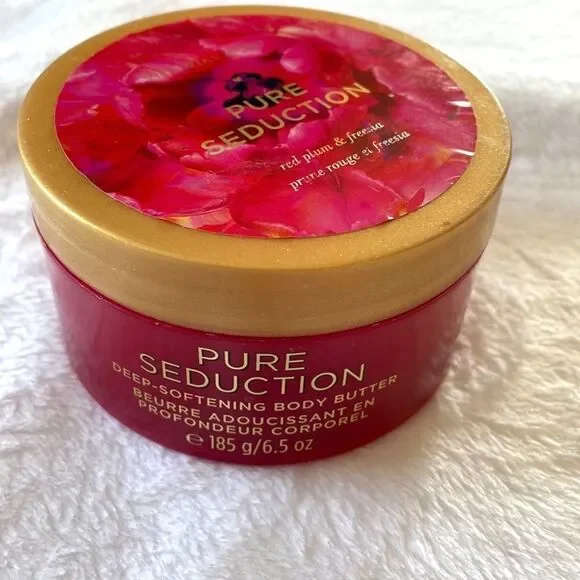 PURE
SEDUCTION
red plum & freesia
prune rouge et freesia
PURE
SEDUCTION
DEEP-SOFTENING BODY BUTTER
BEURRE ADOUCISSANT EN
PROFONDEUR CORPOREL
℮ 185 g/6.5 oz